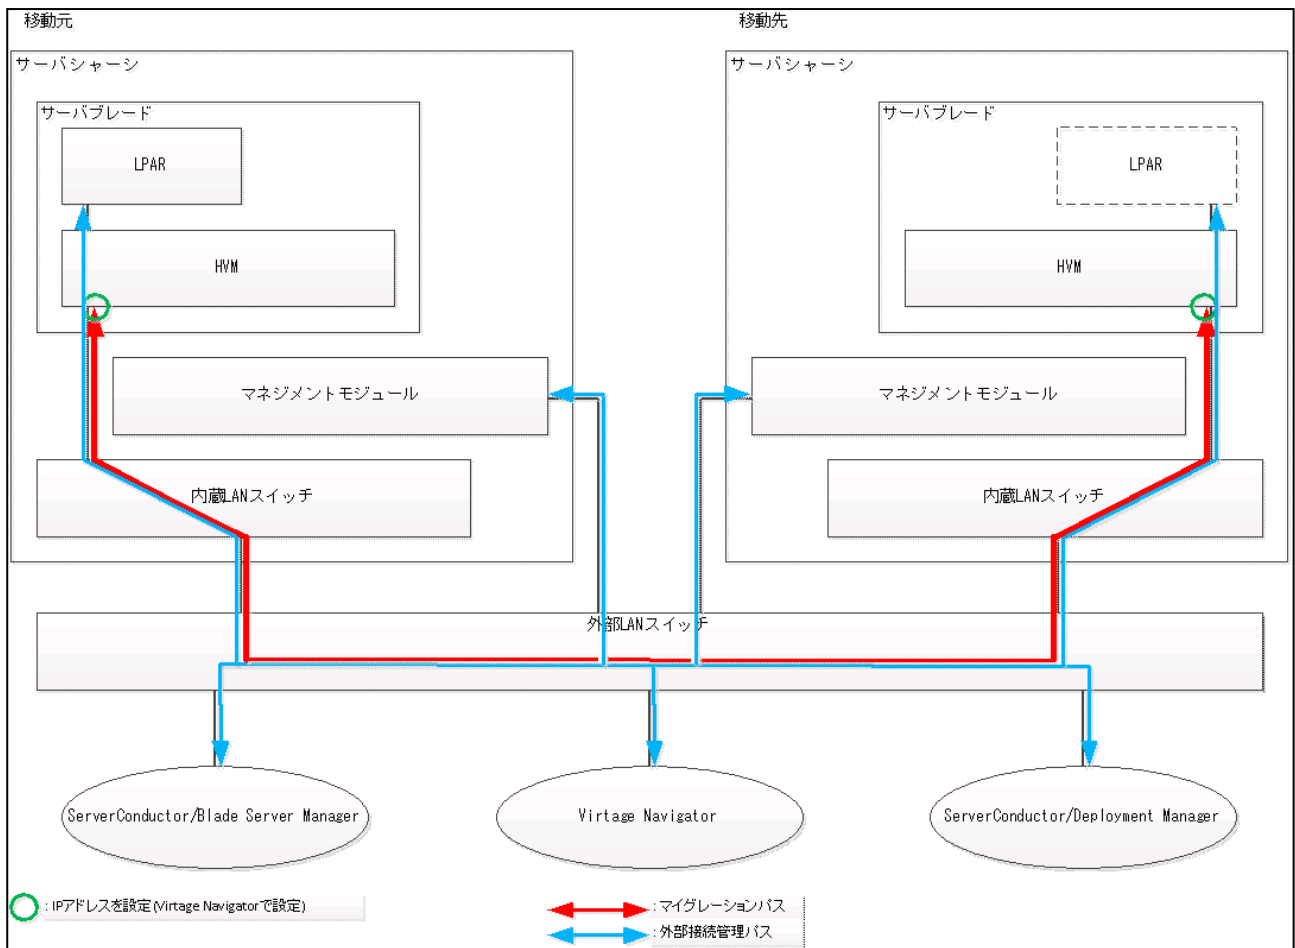 移動元
移動先
サーバシャーシ
サーバシャーシ
サーバブレード
サーバブレード
LPAR
LPAR
HVM
HVM
マネジメントモジュール
マネジメントモジュール
内蔵LANスイッチ
内蔵LANスイッチ
外部LANスイッチ
ServerConductor/Blade Server Manager
Virtage Navigator
ServerConductor/Deployment Manager
: IPアドレスを設定(Virtage Navigatorで設定)
: マイグレーションパス
: 外部接続管理パス